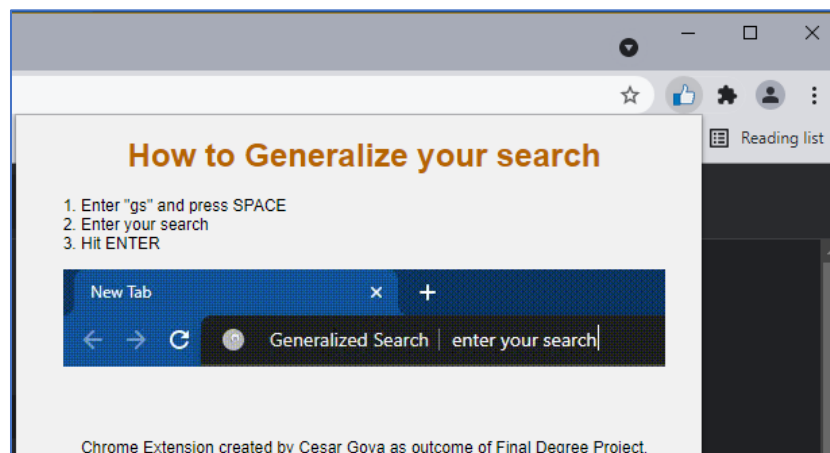 Reading list
How to Generalize your search
1. Enter "gs" and press SPACE
2. Enter your search
3. Hit ENTER
New Tab
Generalized Search enter your search
Chrome Extension created by Cesar Goya as outcome of Final Degree Project.